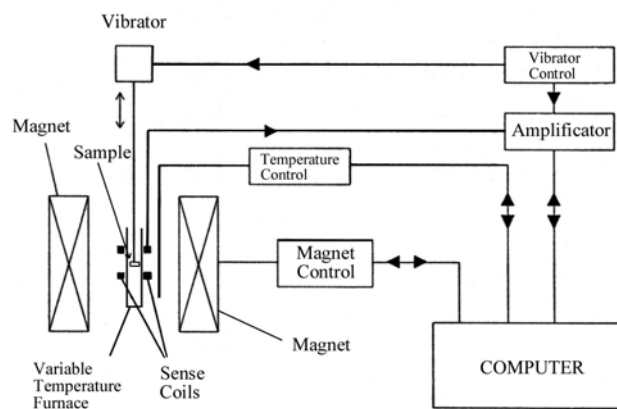 Vibrator
Vibrator
Control
Magnet
Amplificator
Sample
Temperature
Control
Magnet
Control
Magnet
Variable
Temperature
Furnace
Sense
Coils
COMPUTER